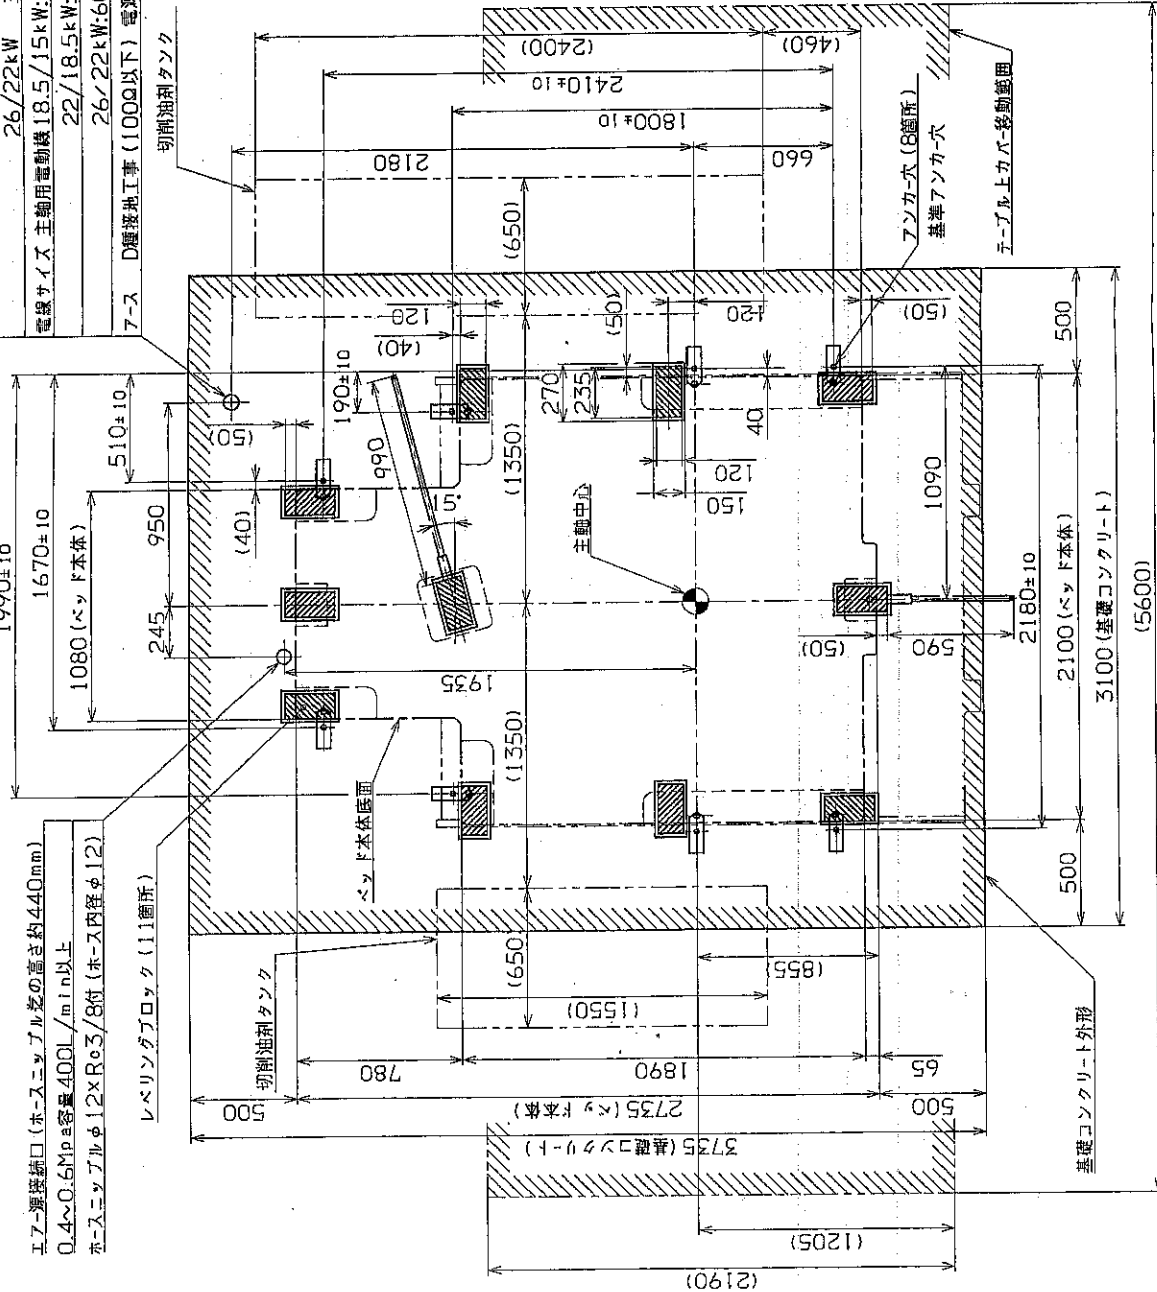 26/22kW
電線サイズ 主軸用電動機18.5/15kW:
22/18.5kW:
26/22kW:6
アース D種接地工事(100Ω以下) 電源
切削油剤タンク
(2400)
(460)
2410±10
1800±10
2180
660
(650)
アンカー穴(8箇所)
基準アンカー穴
テーブル上カバー移動範囲
1990±10
1670±10
510±10
1080(ベッド本体)
950
245
(50)
(40)
190±10
(40)
120
990
15°
(1350)
270
235
(50)
120
40
120
150
(50)
500
主軸中心
1090
1935
(1350)
(50)
590
2180±10
2100(ベッド本体)
3100(基礎コンクリート)
(5600)
500
エアー源接続口(ホースニップル迄の高さ約440mm)
0.4~0.6Mpa容量400L/min以上
ホースニップルφ12×Rc3/8付(ホース内径φ12)
レベリングブロック(11箇所)
ベッド本体底面
切削油剤タンク
(650)
(1550)
(855)
780
1890
65
500
2735(ベッド本体)
500
3735(基礎コンクリート)
基礎コンクリート外形
(1205)
(2190)